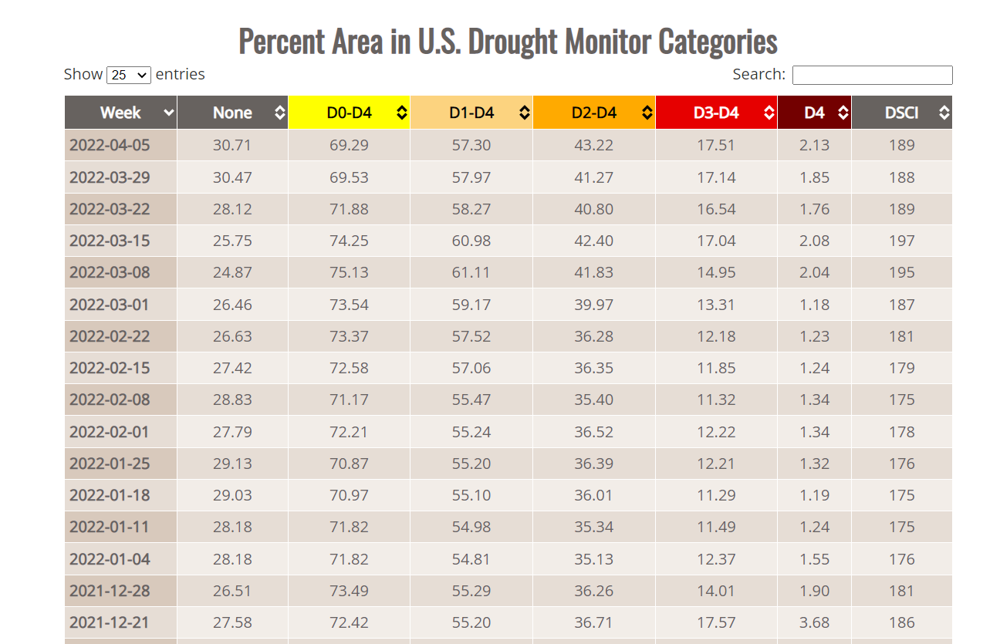 Percent Area in U.S. Drought Monitor Categories
Show 25 entries Search:
Week None D0-D4 D1-D4 D2-D4 D3-D4 D4 DSCI
2022-04-05 30.71 69.29 57.30 43.22 17.51 2.13 189
2022-03-29 30.47 69.53 57.97 41.27 17.14 1.85 188
2022-03-22 28.12 71.88 58.27 40.80 16.54 1.76 189
2022-03-15 25.75 74.25 60.98 42.40 17.04 2.08 197
2022-03-08 24.87 75.13 61.11 41.83 14.95 2.04 195
2022-03-01 26.46 73.54 59.17 39.97 13.31 1.18 187
2022-02-22 26.63 73.37 57.52 36.28 12.18 1.23 181
2022-02-15 27.42 72.58 57.06 36.35 11.85 1.24 179
2022-02-08 28.83 71.17 55.47 35.40 11.32 1.34 175
2022-02-01 27.79 72.21 55.24 36.52 12.22 1.34 178
2022-01-25 29.13 70.87 55.20 36.39 12.21 1.32 176
2022-01-18 29.03 70.97 55.10 36.01 11.29 1.19 175
2022-01-11 28.18 71.82 54.98 35.34 11.49 1.24 175
2022-01-04 28.18 71.82 54.81 35.13 12.37 1.55 176
2021-12-28 26.51 73.49 55.29 36.26 14.01 1.90 181
2021-12-21 27.58 72.42 55.20 36.71 17.57 3.68 186